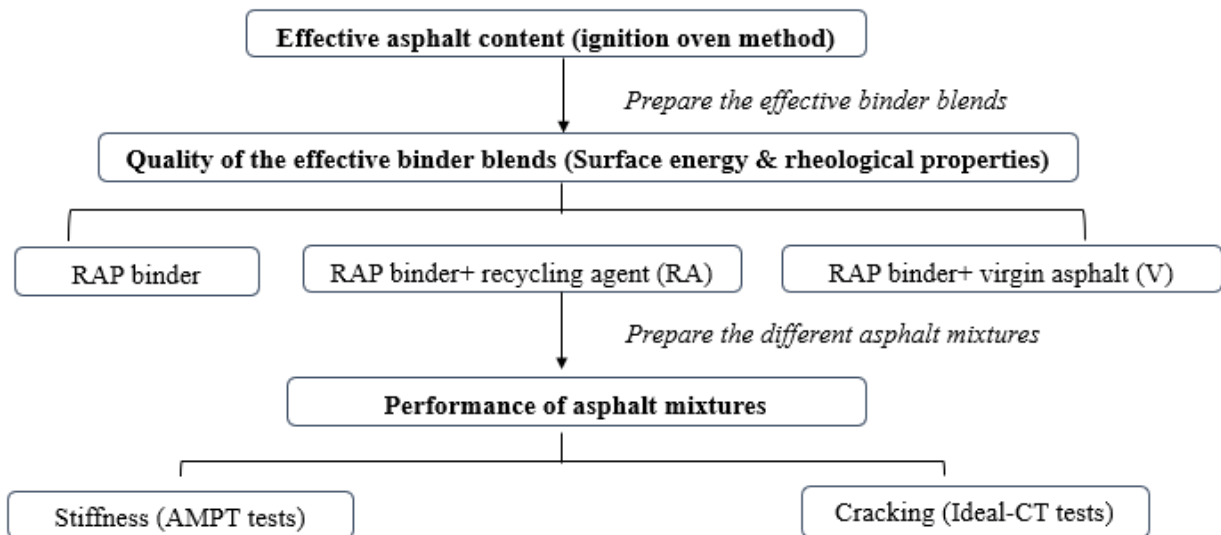 Effective asphalt content (ignition oven method)
Prepare the effective binder blends
Quality of the effective binder blends (Surface energy & rheological properties)
RAP binder
RAP binder+ recycling agent (RA)
RAP binder+ virgin asphalt (V)
Prepare the different asphalt mixtures
Performance of asphalt mixtures
Stiffness (AMPT tests)
Cracking (Ideal-CT tests)